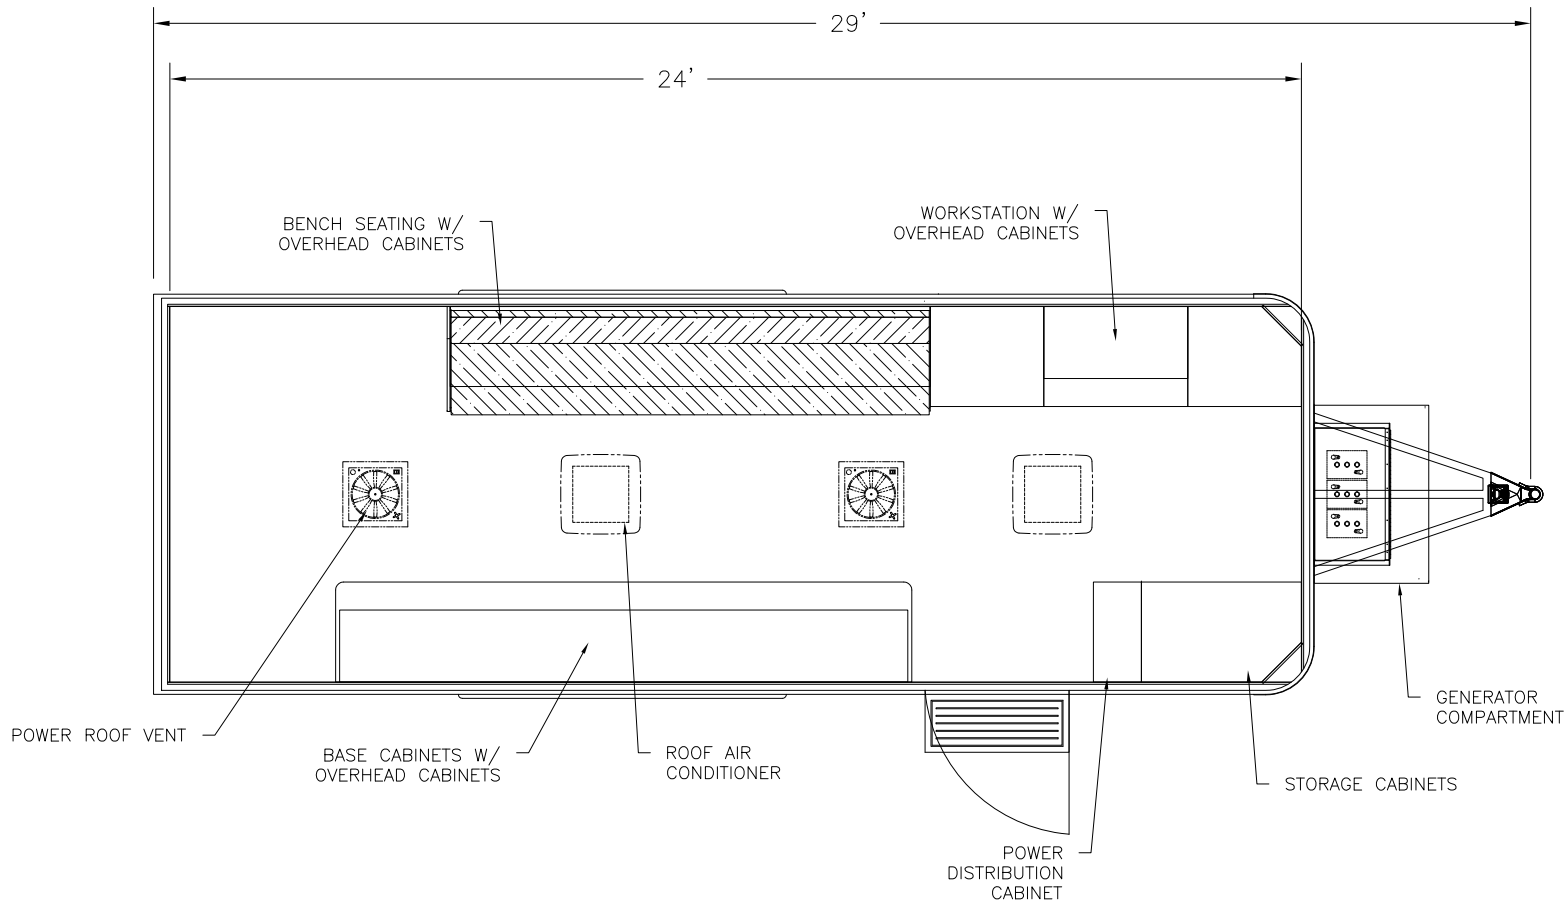 29'
24'
BENCH SEATING W/
OVERHEAD CABINETS
WORKSTATION W/
OVERHEAD CABINETS
POWER ROOF VENT
BASE CABINETS W/
OVERHEAD CABINETS
ROOF AIR
CONDITIONER
GENERATOR
COMPARTMENT
STORAGE CABINETS
POWER
DISTRIBUTION
CABINET